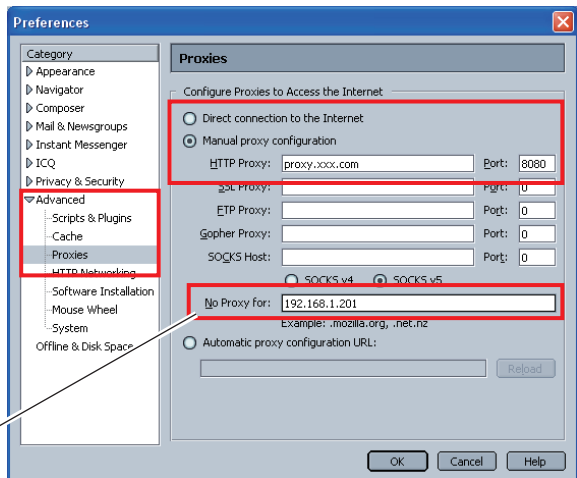 Preferences
Category
Appearance
Navigator
Composer
Mail & Newsgroups
Instant Messenger
ICQ
Privacy & Security
Advanced
Scripts & Plugins
Cache
Proxies
HTTP Networking
Software Installation
Mouse Wheel
System
Offline & Disk Space
Proxies
Configure Proxies to Access the Internet
Direct connection to the Internet
Manual proxy configuration
HTTP Proxy: proxy.xxx.com Port: 8080
SSL Proxy: Port: 0
FTP Proxy: Port: 0
Gopher Proxy: Port: 0
SOCKS Host: Port: 0
SOCKS v4 SOCKS v5
No Proxy for: 192.168.1.201
Example: .mozilla.org, .net.nz
Automatic proxy configuration URL:
Reload
OK Cancel Help